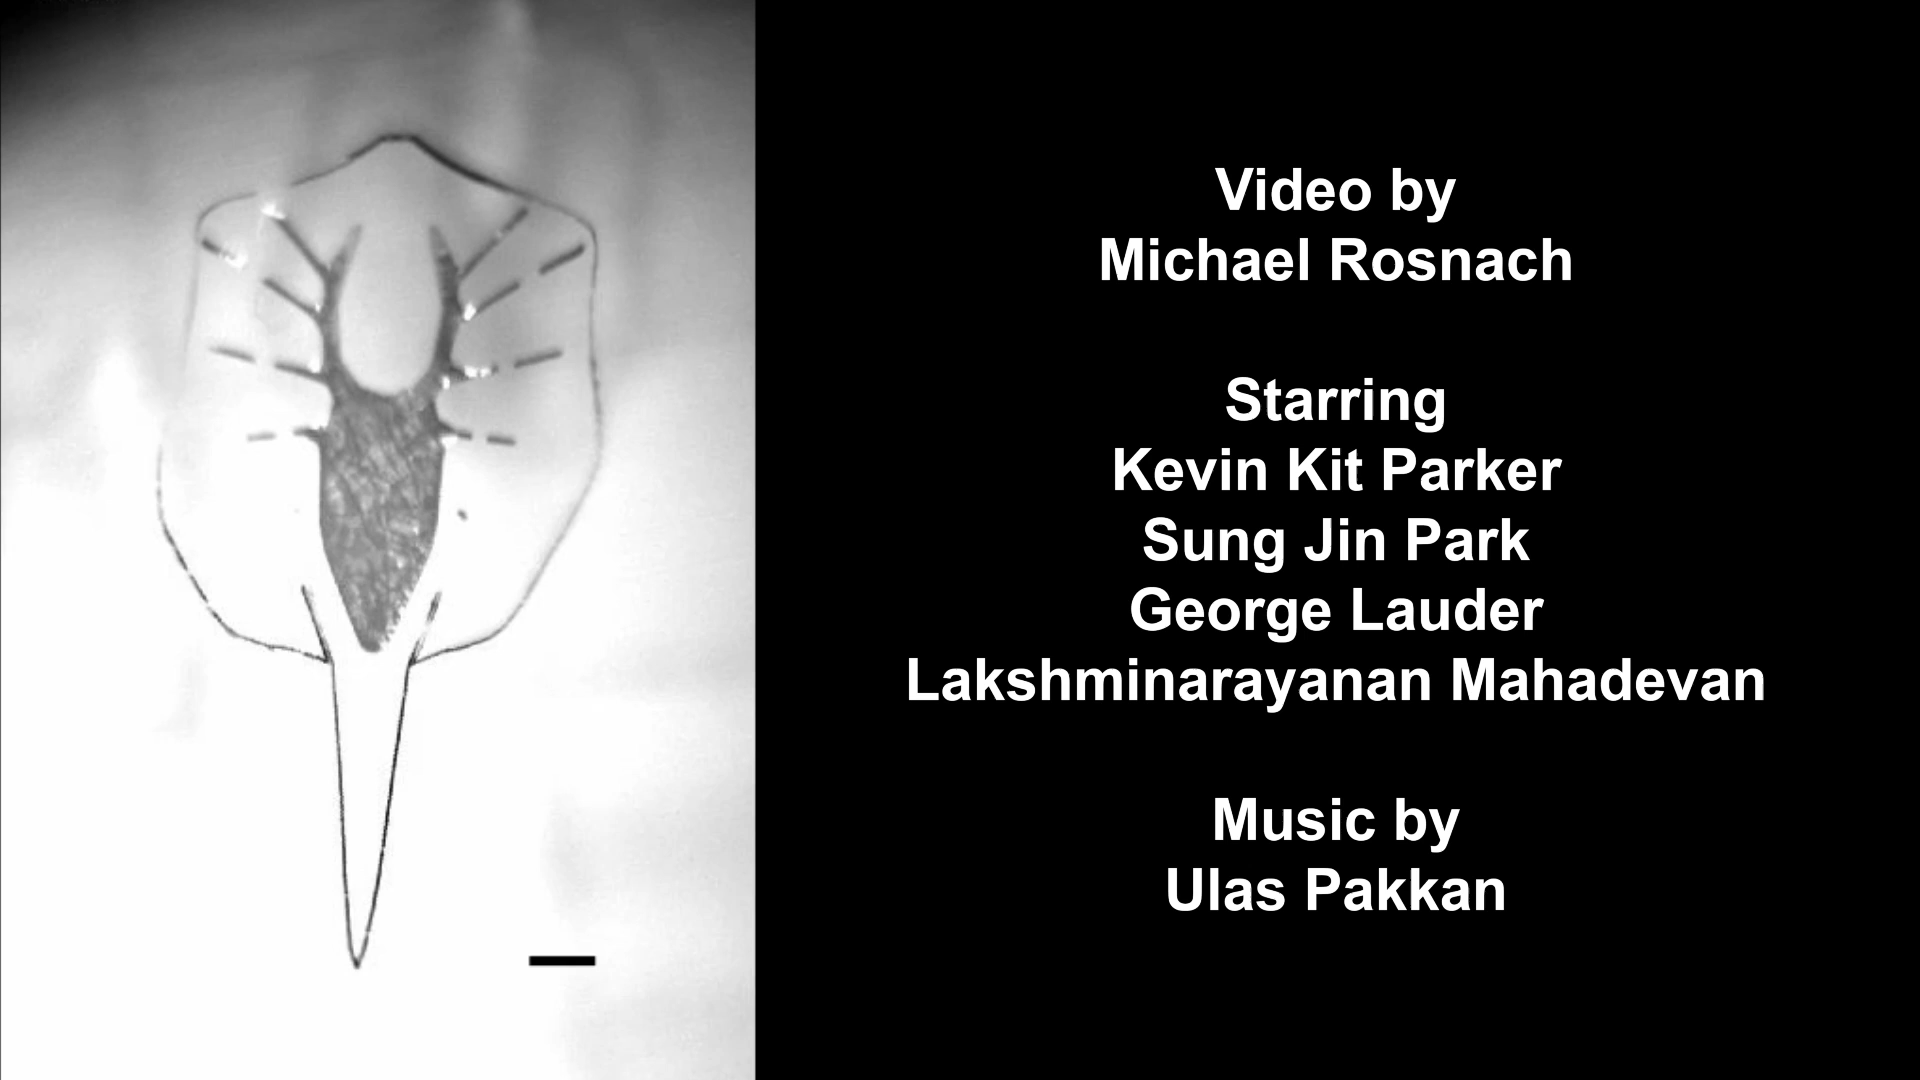 Video by
Michael Rosnach
Starring
Kevin Kit Parker
Sung Jin Park
George Lauder
Lakshminarayanan Mahadevan
Music by
Ulas Pakkan